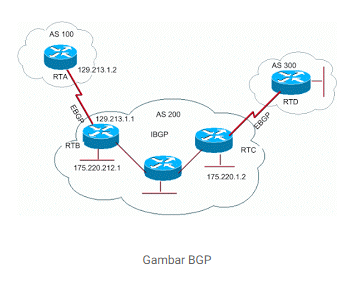 AS 100
RTA
129.213.1.2
AS 300
RTD
EBGP
EBGP
129.213.1.1
AS 200
IBGP
RTB
RTC
175.220.212.1
175.220.1.2
Gambar BGP